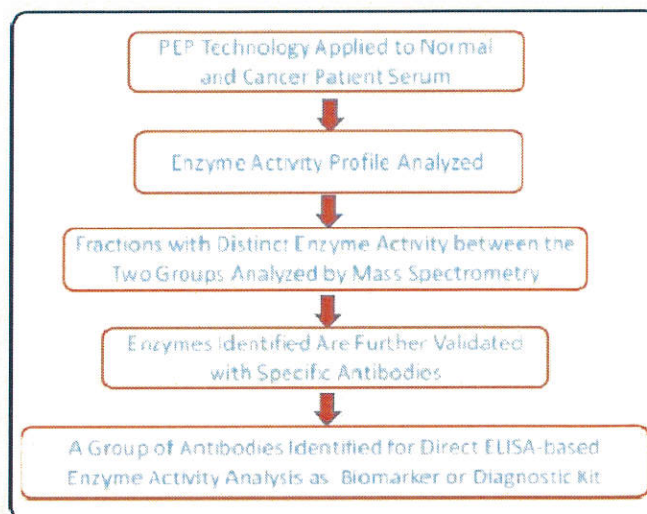 PEP Technology Applied to Normal
and Cancer Patient Serum
Enzyme Activity Profile Analyzed
Fractions with Distinct Enzyme Activity between the
Two Groups Analyzed by Mass Spectrometry
Enzymes Identified Are Further Validated
with Specific Antibodies
A Group of Antibodies Identified for Direct ELISA-based
Enzyme Activity Analysis as Biomarker or Diagnostic Kit